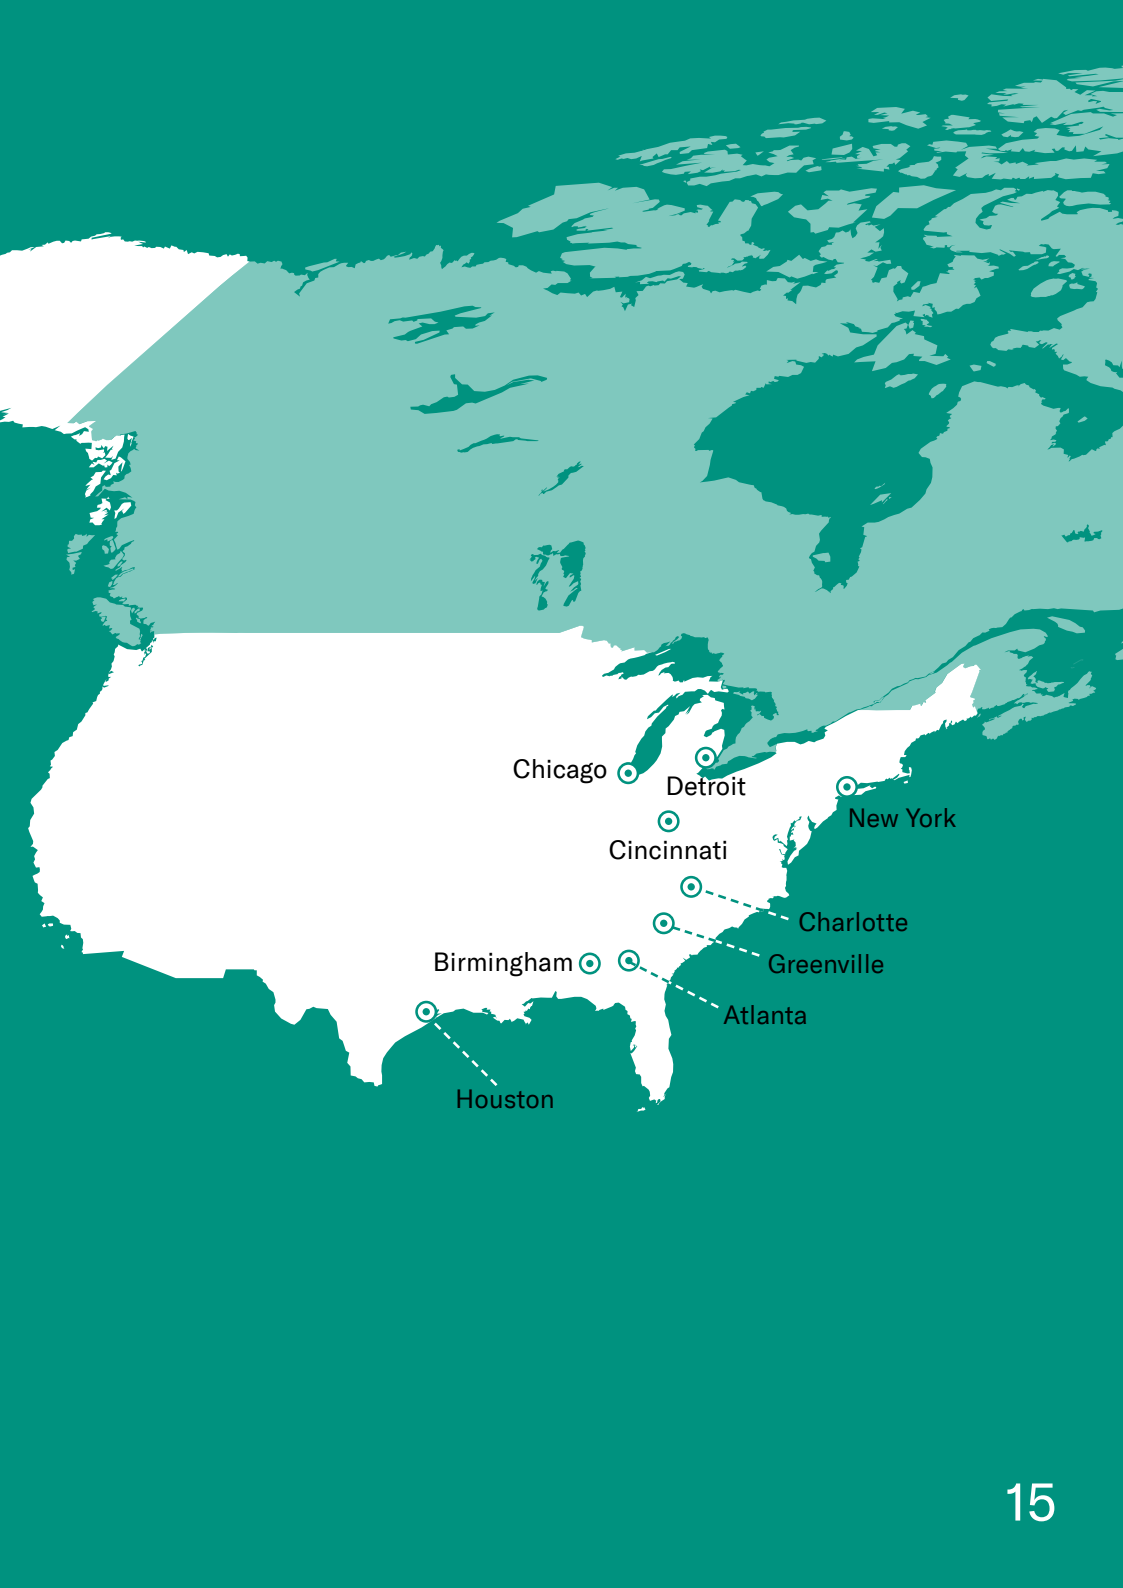 Chicago
Detroit
New York
Cincinnati
Charlotte
Birmingham
Greenville
Atlanta
Houston
15